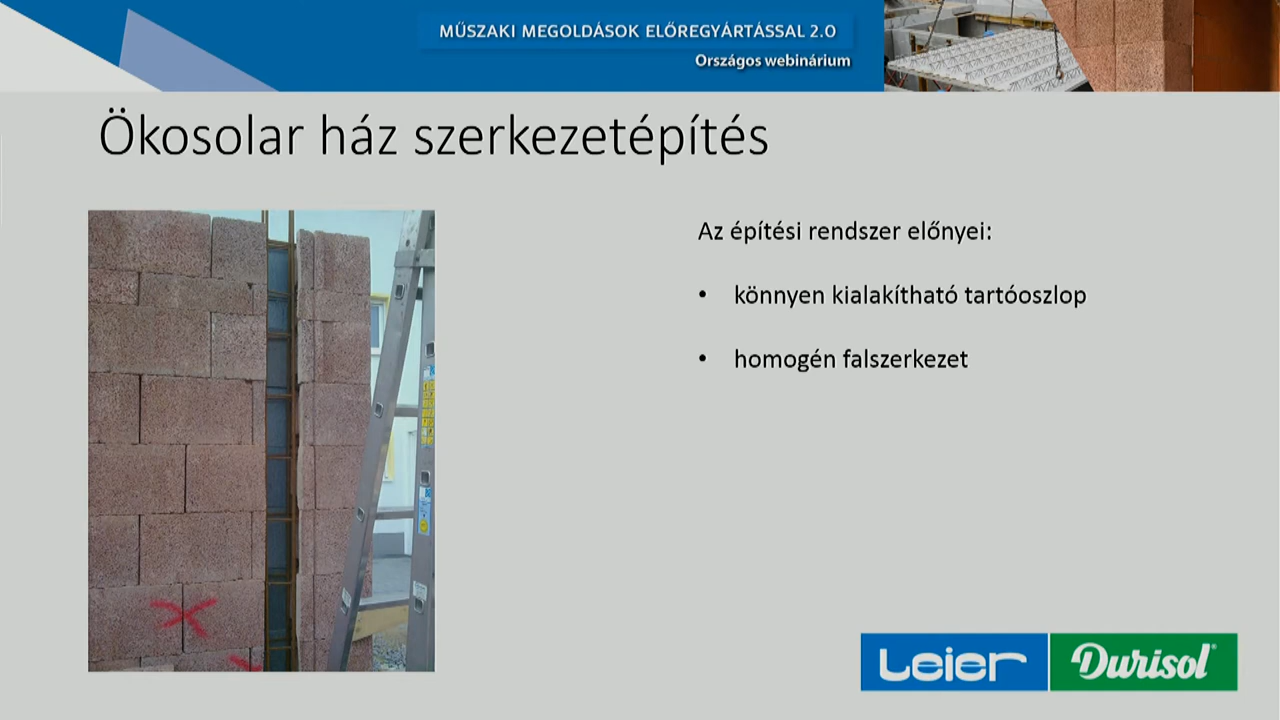 MŰSZAKI MEGOLDÁSOK ELŐREGYÁRTÁSSAL 2.0
Országos webinárium
Ökosolar ház szerkezetépítés
Az építési rendszer előnyei:
• könnyen kialakítható tartóoszlop
• homogén falszerkezet
Leier
Durisol®